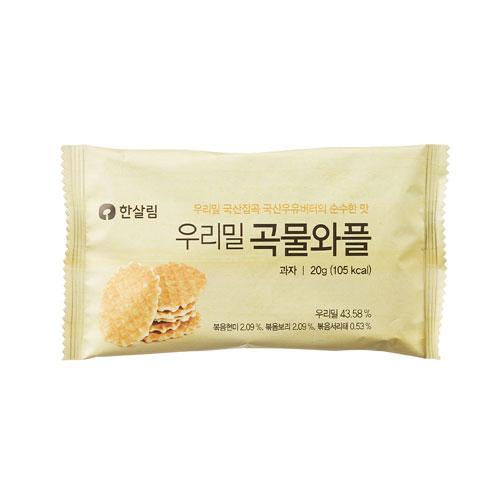 한살림
우리밀 국산잡곡 국산우유버터의 순수한 맛
우리밀 곡물와플
과자 | 20g (105 kcal)
우리밀 43.58 %
볶음현미 2.09 %, 볶음보리 2.09 %, 볶음서리태 0.53 %